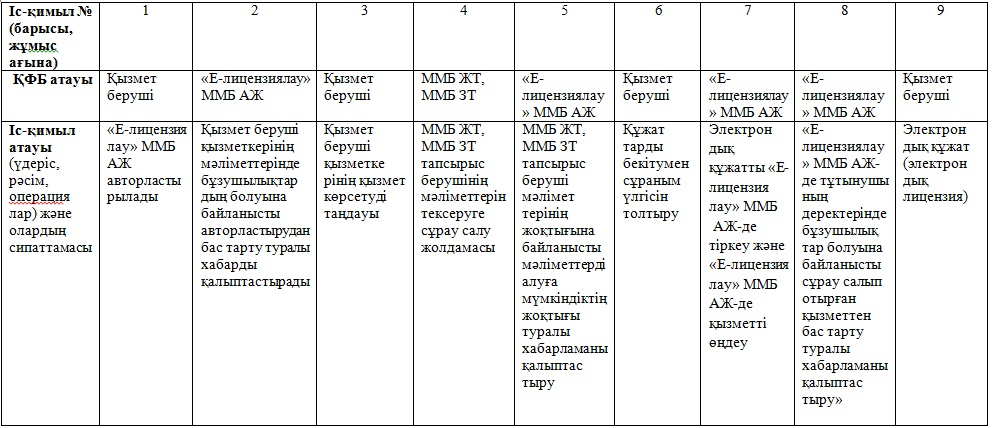 Іс-қимыл №
(барысы,
жұмыс
ағына)
1
2
3
4
5
6
7
8
9
ҚФБ атауы
Қызмет
беруші
«Е-лицензиялау»
ММБ АЖ
Қызмет
беруші
ММБ ЖТ,
ММБ ЗТ
«Е-
лицензиялау
» ММБ АЖ
Қызмет
беруші
«Е-
лицензиялау
» ММБ АЖ
«Е-
лицензиялау
» ММБ АЖ
Қызмет
беруші
Іс-қимыл
атауы
(үдеріс,
рәсім,
операция
лар) және
олардың
сипаттамасы
«Е-лицензия
лау» ММБ
АЖ
авторласты
рылады
Қызмет беруші
қызметкерінің
мәліметтерінде
бұзушылықтар
дың болуына
байланысты
авторластырудан
бас тарту туралы
хабарды
қалыптастырады
Қызмет
беруші
қызметке
рінің қызмет
көрсетуді
таңдауы
ММБ ЖТ,
ММБ ЗТ
тапсырыс
берушінің
мәліметтерін
тексеруге
сұрау салу
жолдамасы
ММБ ЖТ,
ММБ ЗТ
тапсырыс
беруші
мәлімет
терінің
жоқтығына
байланысты
мәліметтерді
алуға
мүмкіндіктің
жоқтығы
туралы
хабарламаны
қалыптас
тыру
Құжат
тарды
бекітумен
сұраным
үлгісін
толтыру
Электрон
дық
құжатты «Е-
лицензия
лау» ММБ
АЖ-де
тіркеу және
«Е-лицензия
лау» ММБ
АЖ-де
қызметті
өңдеу
«Е-
лицензиялау
» ММБ АЖ-
де тұтынушы
ның
деректерінде
бұзушылық
тар болуына
байланысты
сұрау салып
отырған
қызметтен
бас тарту
туралы
хабарламаны
қалыптас
тыру»
Электрон
дық құжат
(электрон
дық
лицензия)